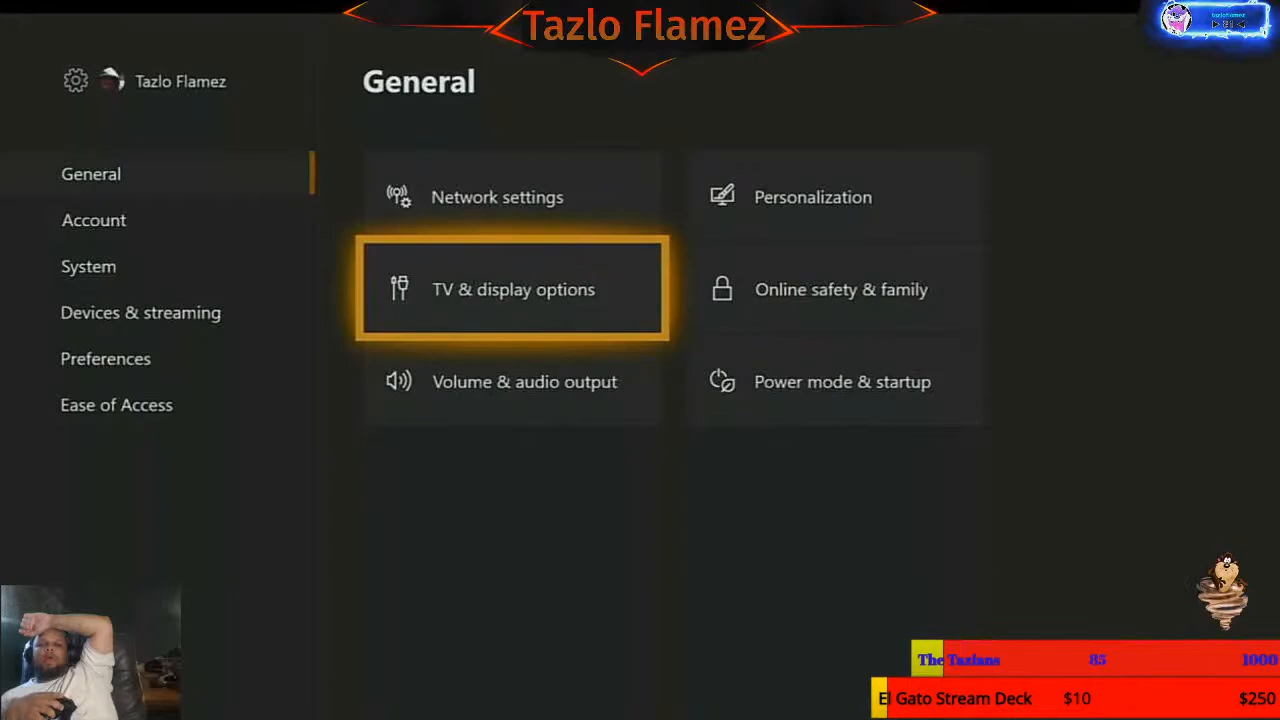 Tazlo Flamez
tazloflamez
Tazlo Flamez
General
General
Account
System
Devices & streaming
Preferences
Ease of Access
Network settings
Personalization
TV & display options
Online safety & family
Volume & audio output
Power mode & startup
The Tazians 85 1000
El Gato Stream Deck $10 $250